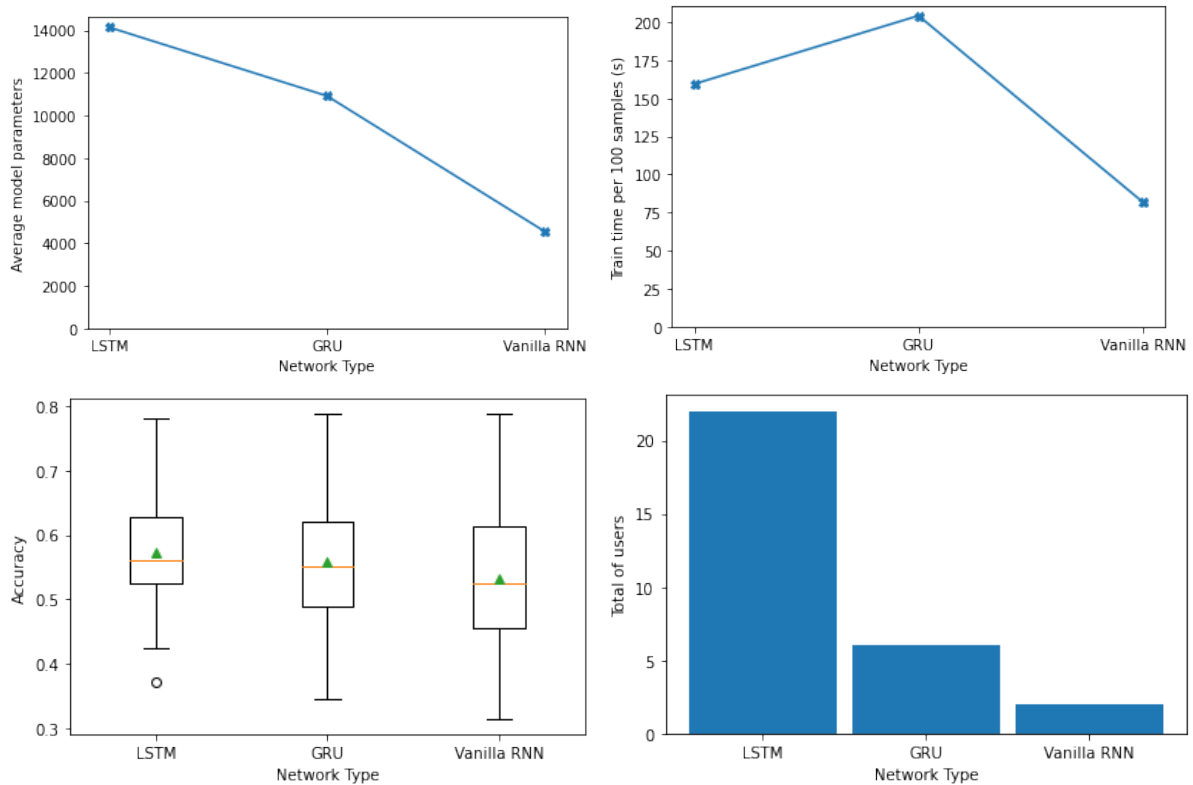 14000
12000
10000
8000
6000
4000
2000
0
Average model parameters
LSTM GRU Vanilla RNN
Network Type
200
175
150
125
100
75
50
25
0
Train time per 100 samples (s)
LSTM GRU Vanilla RNN
Network Type
0.8
0.7
0.6
0.5
0.4
0.3
Accuracy
LSTM GRU Vanilla RNN
Network Type
20
15
10
5
0
Total of users
LSTM GRU Vanilla RNN
Network Type